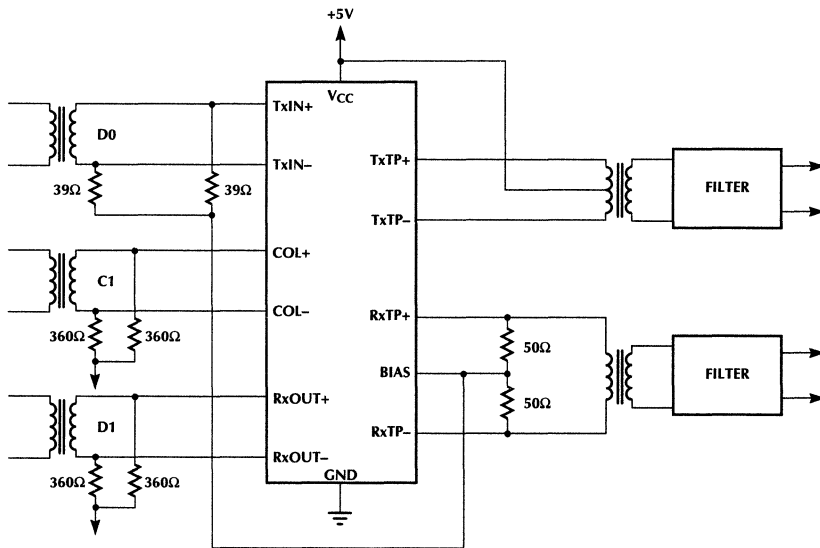 +5V
VCC
TxIN+
D0
TxIN–
39Ω
39Ω
TxTP+
FILTER
TxTP–
COL+
C1
COL–
360Ω
360Ω
RxTP+
50Ω
BIAS
FILTER
50Ω
RxOUT+
D1
RxTP–
RxOUT–
360Ω
360Ω
GND